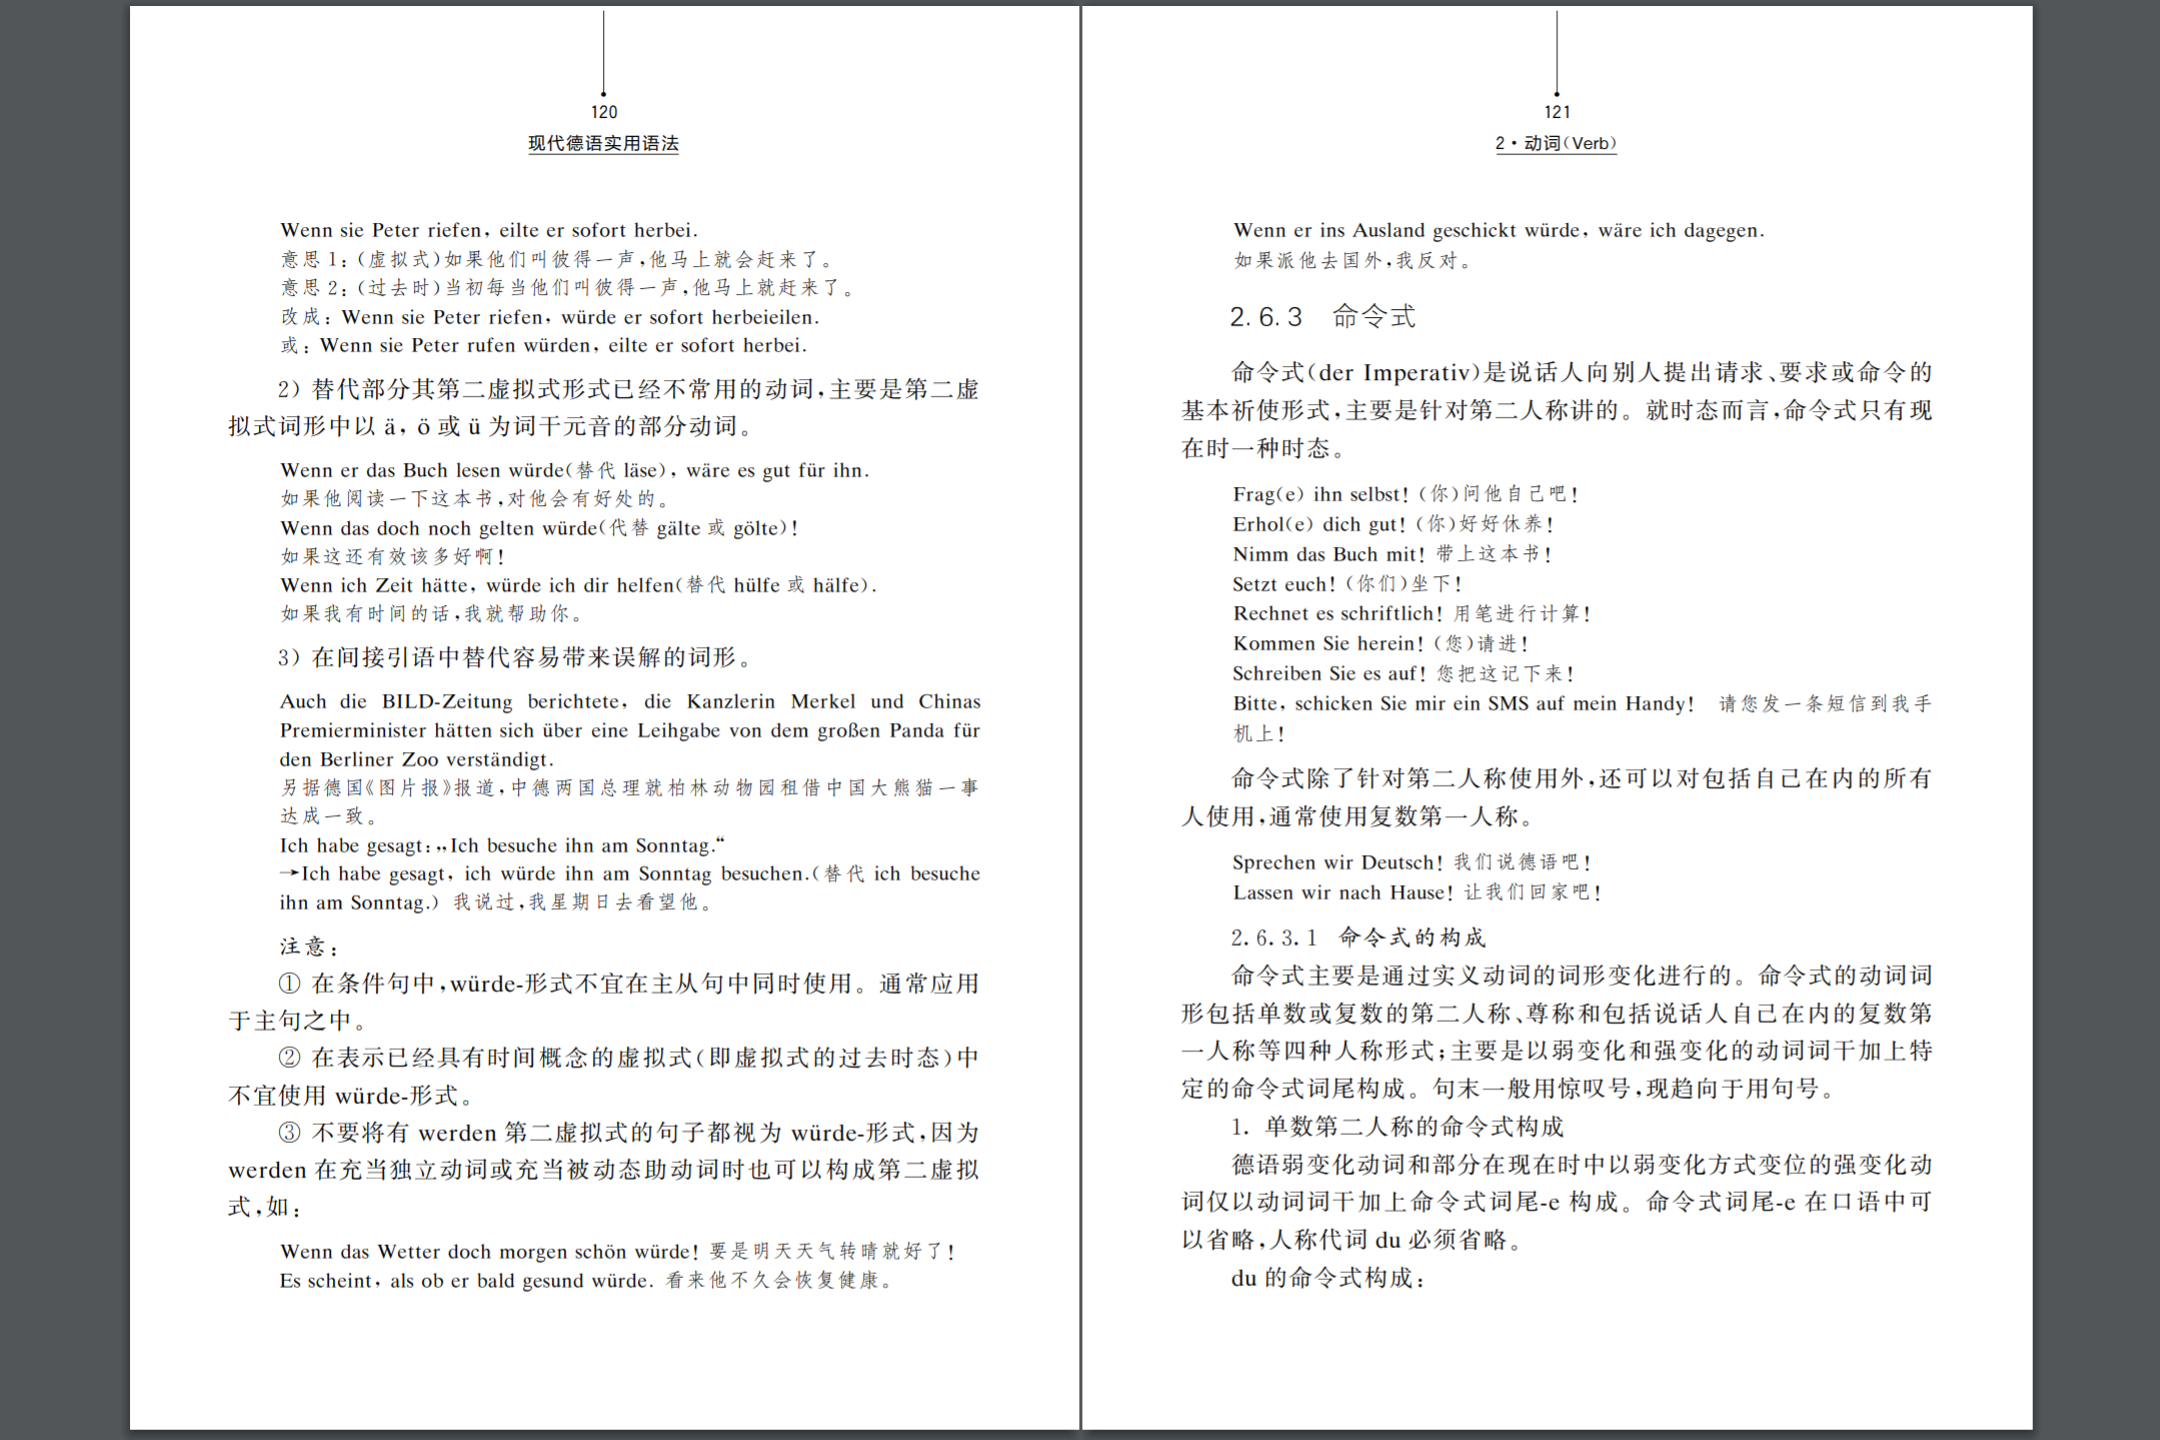 120
现代德语实用语法
Wenn sie Peter riefen, eilte er sofort herbei.
意思1:(虚拟式)如果他们叫彼得一声,他马上就会赶来了。
意思2:(过去时)当初每当他们叫彼得一声,他马上就赶来了。
改成: Wenn sie Peter riefen, würde er sofort herbeieilen.
或: Wenn sie Peter rufen würden, eilte er sofort herbei.
2) 替代部分其第二虚拟式形式已经不常用的动词,主要是第二虚
拟式词形中以 ä, ö 或 ü 为词干元音的部分动词。
Wenn er das Buch lesen würde(替代 läse), wäre es gut für ihn.
如果他阅读一下这本书,对他会有好处的。
Wenn das doch noch gelten würde(代替 gälte 或 gölte)!
如果这还有效该多好啊!
Wenn ich Zeit hätte, würde ich dir helfen(替代 hülfe 或 hälfe).
如果我有时间的话,我就帮助你。
3) 在间接引语中替代容易带来误解的词形。
Auch die BILD-Zeitung berichtete, die Kanzlerin Merkel und Chinas
Premierminister hätten sich über eine Leihgabe von dem großen Panda für
den Berliner Zoo verständigt.
另据德国《图片报》报道,中德两国总理就柏林动物园租借中国大熊猫一事
达成一致。
Ich habe gesagt: „Ich besuche ihn am Sonntag.“
→Ich habe gesagt, ich würde ihn am Sonntag besuchen.(替代 ich besuche
ihn am Sonntag.) 我说过,我星期日去看望他。
注意:
① 在条件句中,würde-形式不宜在主从句中同时使用。通常应用
于主句之中。
② 在表示已经具有时间概念的虚拟式(即虚拟式的过去时态)中
不宜使用 würde-形式。
③ 不要将有 werden 第二虚拟式的句子都视为 würde-形式,因为
werden 在充当独立动词或充当被动态助动词时也可以构成第二虚拟
式,如:
Wenn das Wetter doch morgen schön würde! 要是明天天气转晴就好了!
Es scheint, als ob er bald gesund würde. 看来他不久会恢复健康。
121
2·动词(Verb)
Wenn er ins Ausland geschickt würde, wäre ich dagegen.
如果派他去国外,我反对。
2.6.3 命令式
命令式(der Imperativ)是说话人向别人提出请求、要求或命令的
基本祈使形式,主要是针对第二人称讲的。就时态而言,命令式只有现
在时一种时态。
Frag(e) ihn selbst! (你)问他自己吧!
Erhol(e) dich gut! (你)好好休养!
Nimm das Buch mit! 带上这本书!
Setzt euch! (你们)坐下!
Rechnet es schriftlich! 用笔进行计算!
Kommen Sie herein! (您)请进!
Schreiben Sie es auf! 您把这记下来!
Bitte, schicken Sie mir ein SMS auf mein Handy! 请您发一条短信到我手
机上!
命令式除了针对第二人称使用外,还可以对包括自己在内的所有
人使用,通常使用复数第一人称。
Sprechen wir Deutsch! 我们说德语吧!
Lassen wir nach Hause! 让我们回家吧!
2.6.3.1 命令式的构成
命令式主要是通过实义动词的词形变化进行的。命令式的动词词
形包括单数或复数的第二人称、尊称和包括说话人自己在内的复数第
一人称等四种人称形式;主要是以弱变化和强变化的动词词干加上特
定的命令式词尾构成。句末一般用惊叹号,现趋向于用句号。
1. 单数第二人称的命令式构成
德语弱变化动词和部分在现在时中以弱变化方式变位的强变化动
词仅以动词词干加上命令式词尾-e 构成。命令式词尾-e 在口语中可
以省略,人称代词 du 必须省略。
du 的命令式构成: